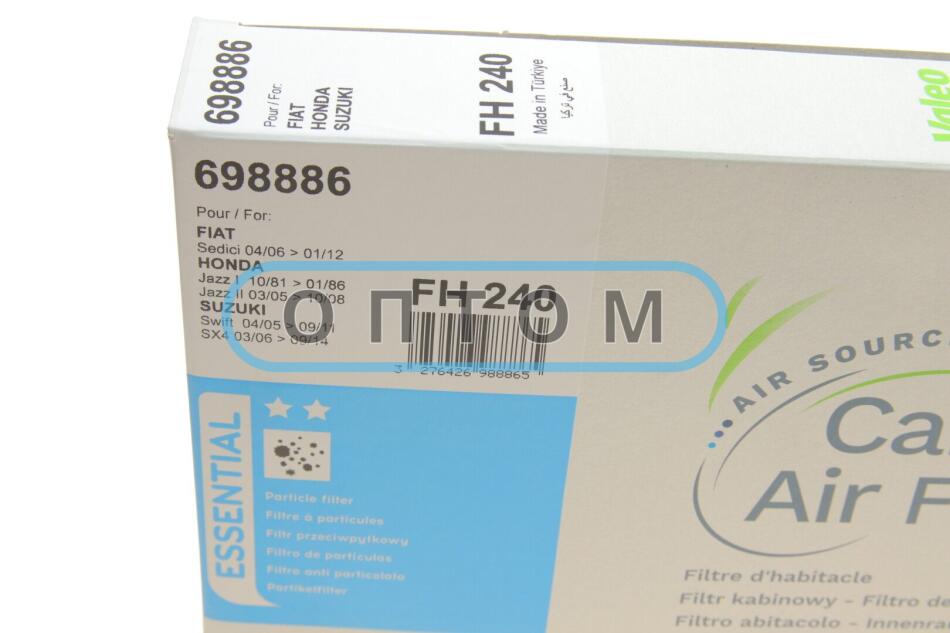 698886
Pour / For:
FIAT
HONDA
SUZUKI
FH 240
Made in Türkiye
صنع في تركيا
Valeo
698886
Pour / For:
FIAT
Sedici 04/06 > 01/12
HONDA
Jazz I 10/81 > 01/86
Jazz II 03/05 > 10/08
SUZUKI
Swift 04/05 > 09/11
SX4 03/06 > 09/14
FH 240
3 276426 988865
ОПТОМ
ESSENTIAL
Particle filter
Filtre à particules
Filtr przeciwpyłkowy
Filtro de partículas
Filtro anti particolato
Partikelfilter
AIR SOURC
Ca
Air F
Filtre d'habitacle
Filtr kabinowy - Filtro de
Filtro abitacolo - Innenra